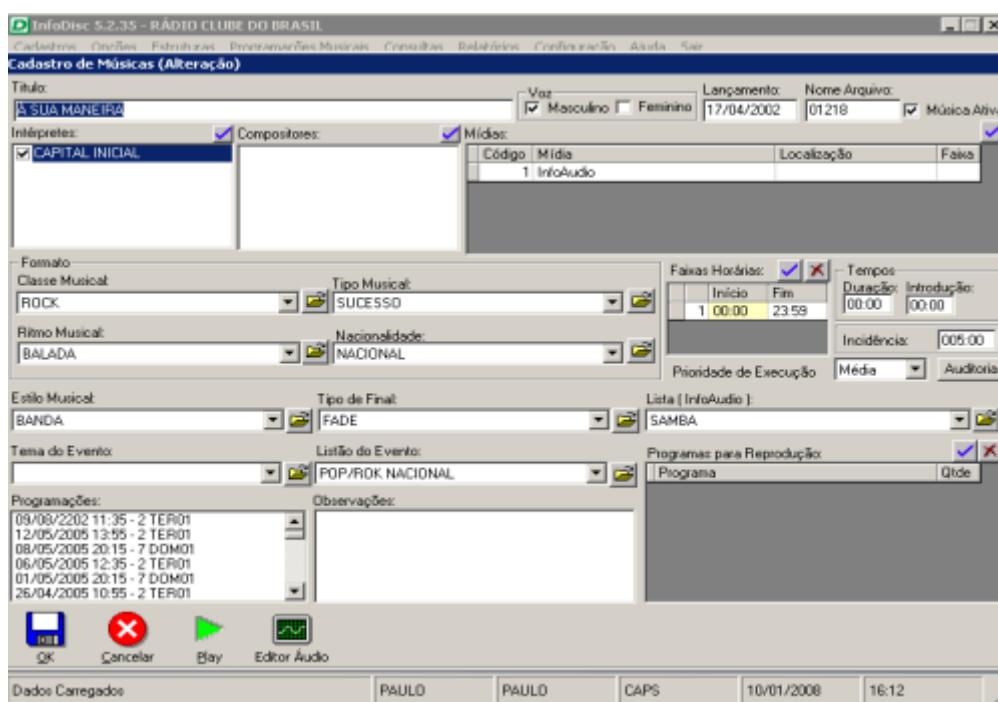 InfoDisc 5.2.35 - RÁDIO CLUBE DO BRASIL
Cadastros Opções Estruturas Programações Musicais Consultas Relatórios Configuração Ajuda Sair
Cadastro de Músicas (Alteração)
Título:
Voz
Lançamento:
Nome Arquivo:
À SUA MANEIRA
Masculino
Feminino
17/04/2002
01218
Música Ativa
Intérpretes:
Compositores:
Mídias:
CAPITAL INICIAL
Código Mídia Localização Faixa
1 InfoAudio
Formato
Classe Musical:
Tipo Musical:
Faixas Horárias:
Tempos
ROCK
SUCESSO
Início Fim
Duração: Introdução:
1 00:00 23:59
00:00 00:00
Ritmo Musical:
Nacionalidade:
Incidência: 005:00
BALADA
NACIONAL
Prioridade de Execução Média Auditoria
Estilo Musical:
Tipo de Final:
Lista ( InfoAudio ):
BANDA
FADE
SAMBA
Tema do Evento:
Listão do Evento:
Programas para Reprodução:
POP/ROK NACIONAL
Programa Qtde
Programações:
Observações:
09/08/2202 11:35 - 2 TER01
12/05/2005 13:55 - 2 TER01
08/05/2005 20:15 - 7 DOM01
06/05/2005 12:35 - 2 TER01
01/05/2005 20:15 - 7 DOM01
26/04/2005 10:55 - 2 TER01
OK Cancelar Play Editor Áudio
Dados Carregados PAULO PAULO CAPS 10/01/2008 16:12